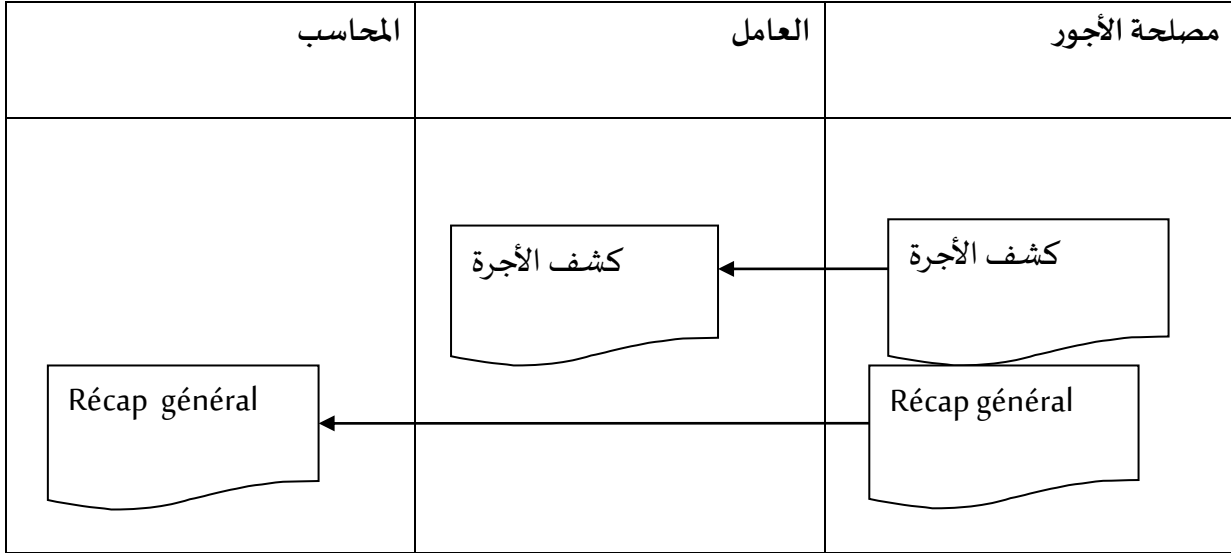 مصلحة الأجور
العامل
المحاسب
كشف الأجرة
كشف الأجرة
Récap général
Récap général